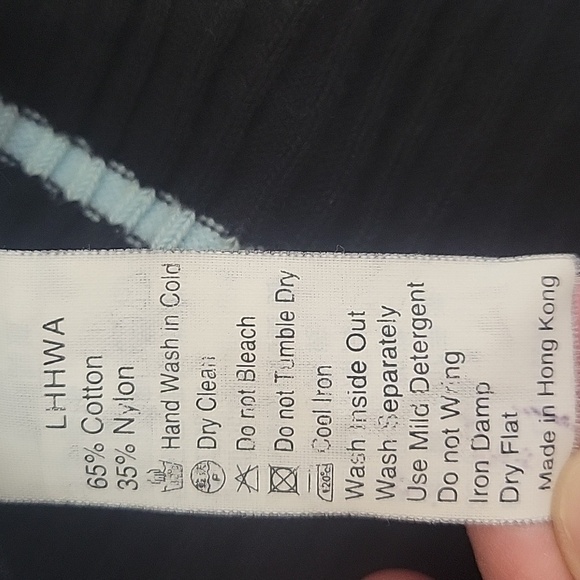 LHHWA
65% Cotton
35% Nylon
Hand Wash in Cold
Dry Clean
Do not Bleach
Do not Tumble Dry
Cool Iron
Wash Inside Out
Wash Separately
Use Mild Detergent
Do not Wring
Iron Damp
Dry Flat
Made in Hong Kong